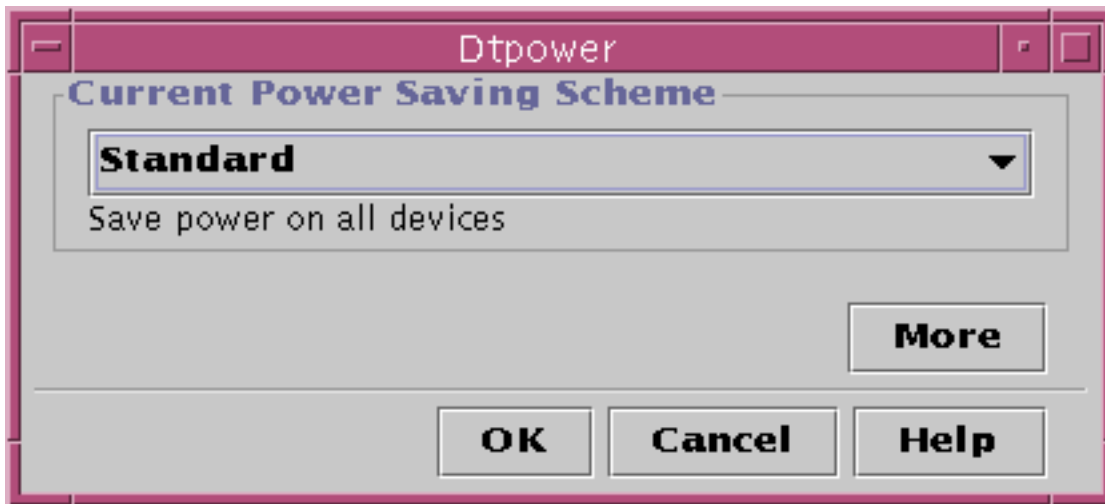 Dtpower
Current Power Saving Scheme
Standard
Save power on all devices
More
OK Cancel Help